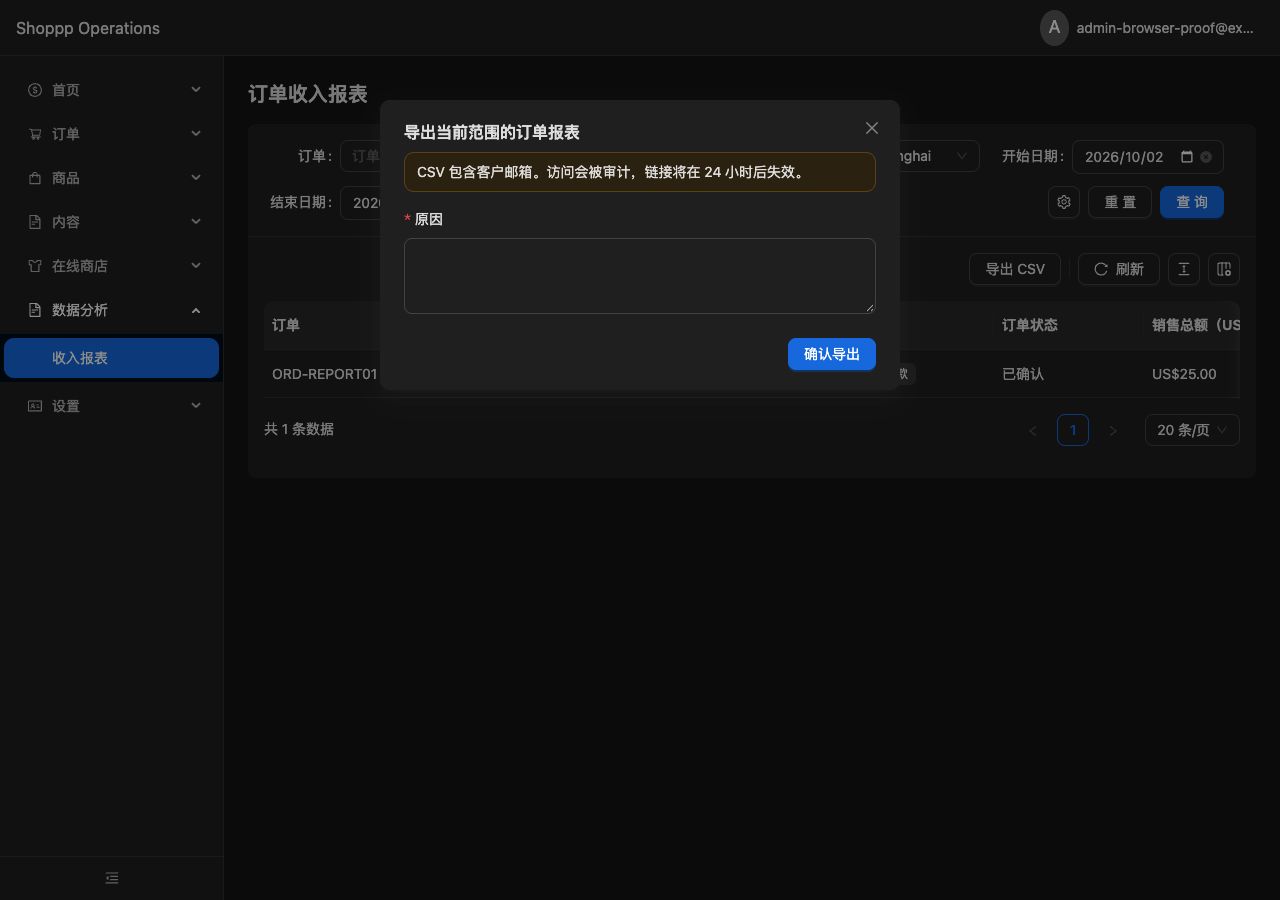 Shoppp Operations
A
admin-browser-proof@ex...
首页
订单
商品
内容
在线商店
数据分析
收入报表
设置
订单收入报表
订单:
订单
开始日期:
2026/10/02
结束日期:
重 置
查 询
导出 CSV
刷新
订单
订单状态
销售总额（US
ORD-REPORT01
已确认
US$25.00
共 1 条数据
1
20 条/页
导出当前范围的订单报表
CSV 包含客户邮箱。访问会被审计，链接将在 24 小时后失效。
* 原因
确认导出